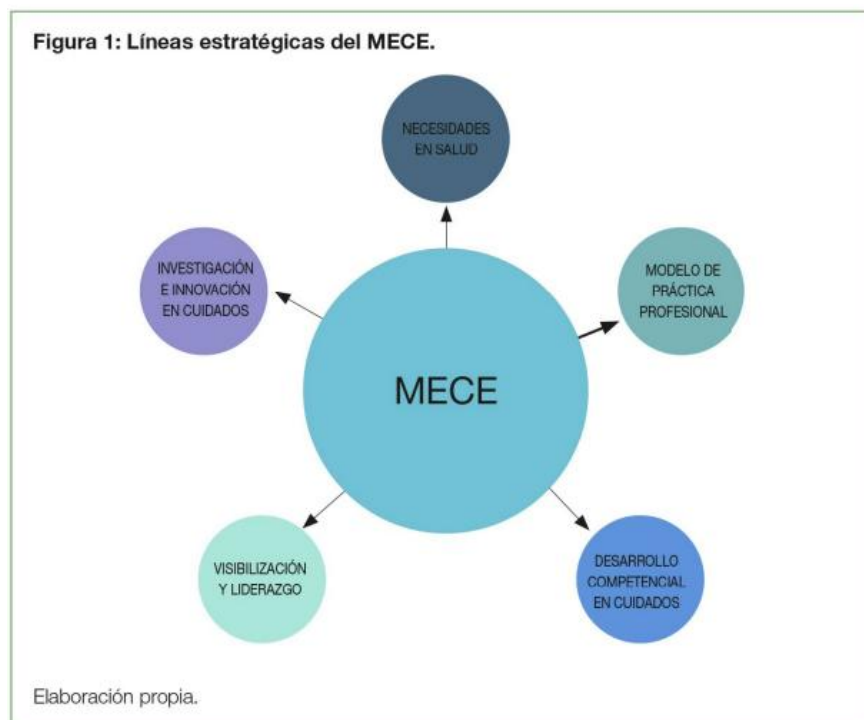 Figura 1: Líneas estratégicas del MECE.
NECESIDADES
EN SALUD
INVESTIGACIÓN
E INNOVACIÓN
EN CUIDADOS
MODELO DE
PRÁCTICA
PROFESIONAL
MECE
VISIBILIZACIÓN
Y LIDERAZGO
DESARROLLO
COMPETENCIAL
EN CUIDADOS
Elaboración propia.